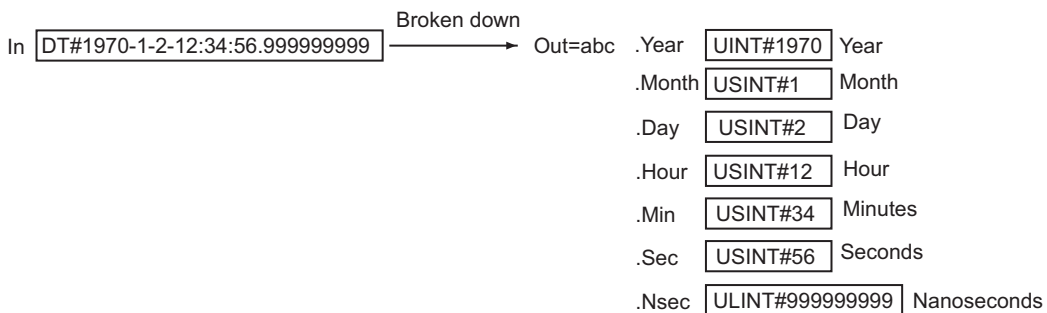 Broken down
In DT#1970-1-2-12:34:56.999999999 Out=abc .Year UINT#1970 Year
.Month USINT#1 Month
.Day USINT#2 Day
.Hour USINT#12 Hour
.Min USINT#34 Minutes
.Sec USINT#56 Seconds
.Nsec ULINT#999999999 Nanoseconds